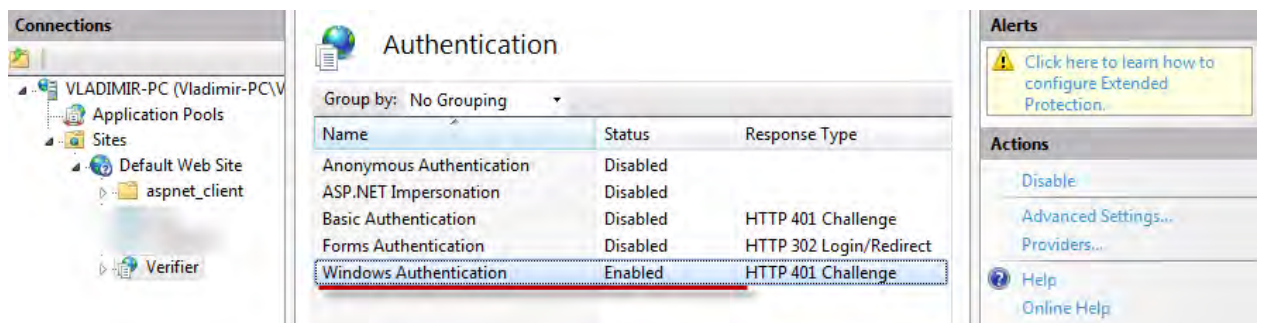 Connections
VLADIMIR-PC (Vladimir-PC\V
Application Pools
Sites
Default Web Site
aspnet_client
Verifier
Authentication
Group by: No Grouping
Name Status Response Type
Anonymous Authentication Disabled
ASP.NET Impersonation Disabled
Basic Authentication Disabled HTTP 401 Challenge
Forms Authentication Disabled HTTP 302 Login/Redirect
Windows Authentication Enabled HTTP 401 Challenge
Alerts
Click here to learn how to
configure Extended
Protection.
Actions
Disable
Advanced Settings...
Providers...
Help
Online Help